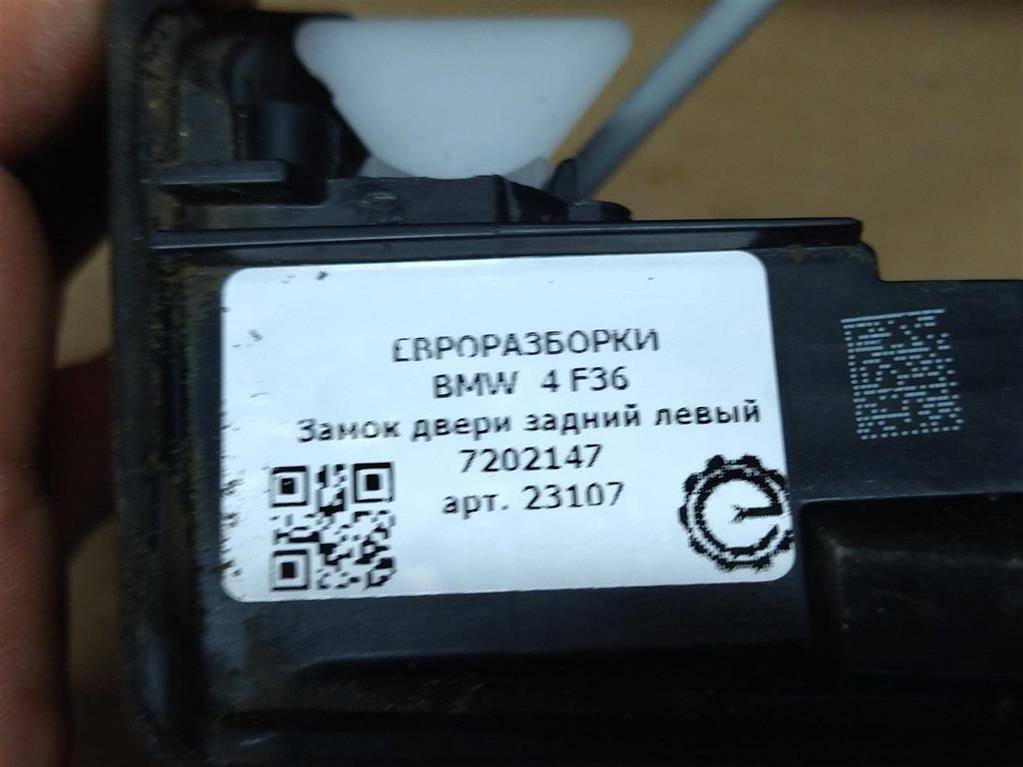 ЕВРОРАЗБОРКИ
BMW 4 F36
Замок двери задний левый
7202147
арт. 23107